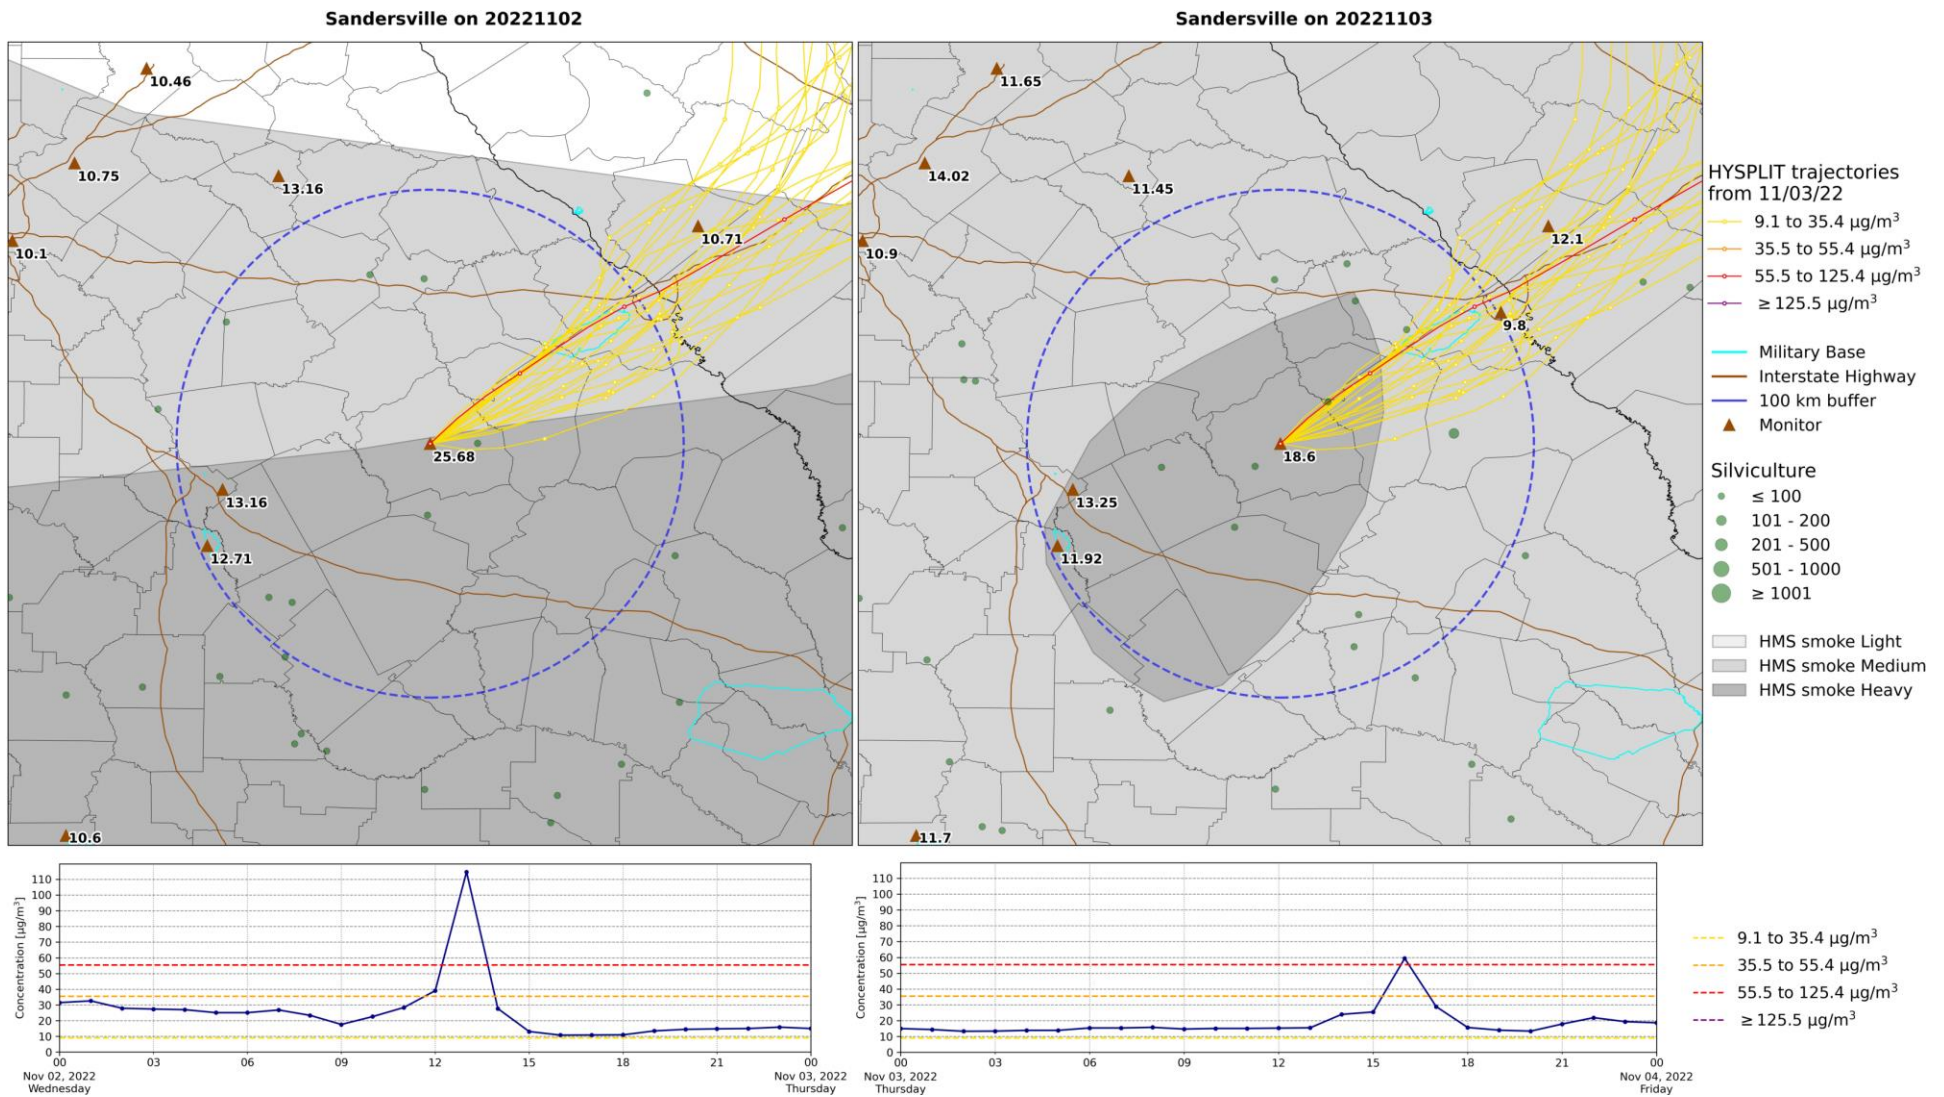 Sandersville on 20221102
10.46
10.75
13.16
10.1
10.71
25.68
13.16
12.71
10.6
Sandersville on 20221103
11.65
14.02
11.45
10.9
12.1
9.8
18.6
13.25
11.92
11.7
HYSPLIT trajectories
from 11/03/22
9.1 to 35.4 µg/m³
35.5 to 55.4 µg/m³
55.5 to 125.4 µg/m³
≥ 125.5 µg/m³
Military Base
Interstate Highway
100 km buffer
Monitor
Silviculture
≤ 100
101 - 200
201 - 500
501 - 1000
≥ 1001
HMS smoke Light
HMS smoke Medium
HMS smoke Heavy
Concentration [µg/m³]
110
100
90
80
70
60
50
40
30
20
10
0
00
03
06
09
12
13
18
21
00
Nov 02, 2022
Wednesday
Nov 03, 2022
Thursday
Concentration [µg/m³]
110
100
90
80
70
60
50
40
30
20
10
0
00
03
06
09
12
15
18
21
00
Nov 03, 2022
Thursday
Nov 04, 2022
Friday
9.1 to 35.4 µg/m³
35.5 to 55.4 µg/m³
55.5 to 125.4 µg/m³
≥ 125.5 µg/m³